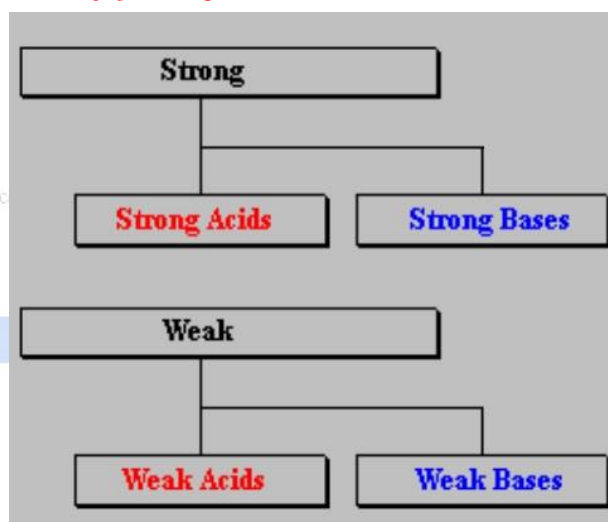 Strong
Strong Acids
Strong Bases
Weak
Weak Acids
Weak Bases